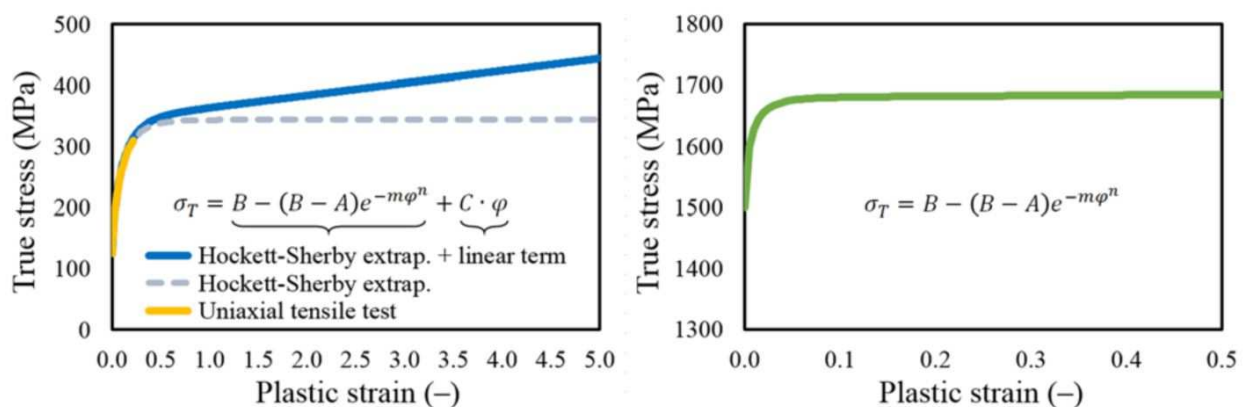 500
400
300
200
100
0
True stress (MPa)
σ_T = B − (B − A)e^{−mφ^n} + C · φ
Hockett-Sherby extrap. + linear term
Hockett-Sherby extrap.
Uniaxial tensile test
0.0 0.5 1.0 1.5 2.0 2.5 3.0 3.5 4.0 4.5 5.0
Plastic strain (–)
1800
1700
1600
1500
1400
1300
True stress (MPa)
σ_T = B − (B − A)e^{−mφ^n}
0.0 0.1 0.2 0.3 0.4 0.5
Plastic strain (–)